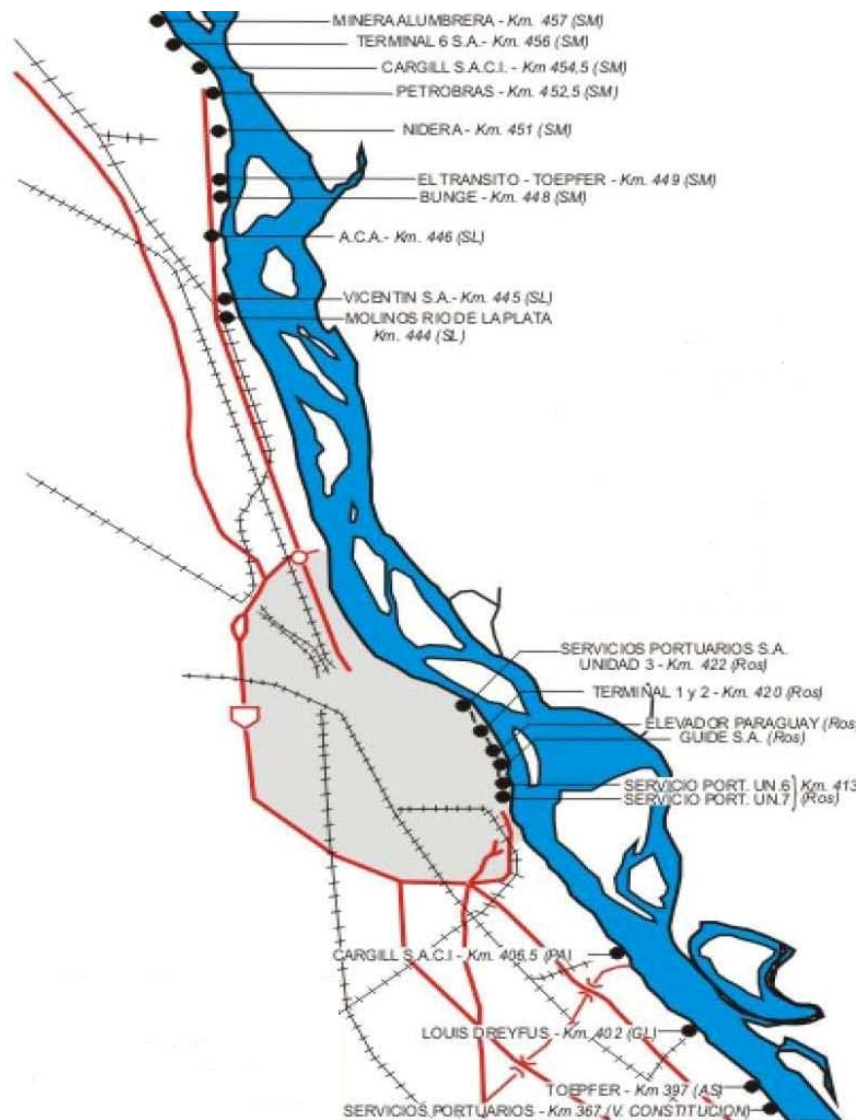 MINERA ALUMBRERA - Km. 457 (SM)
TERMINAL 6 S.A.- Km. 456 (SM)
CARGILL S.A.C.I. - Km 454,5 (SM)
PETROBRAS - Km. 452,5 (SM)
NIDERA - Km. 451 (SM)
EL TRANSITO - TOEPFER - Km. 449 (SM)
BUNGE - Km. 448 (SM)
A.C.A.- Km. 446 (SL)
VICENTIN S.A.- Km. 445 (SL)
MOLINOS RIO DE LA PLATA
Km. 444 (SL)
SERVICIOS PORTUARIOS S.A.
UNIDAD 3 - Km. 422 (Ros)
TERMINAL 1 y 2 - Km. 420 (Ros)
ELEVADOR PARAGUAY (Ros)
GUIDE S.A. (Ros)
SERVICIO PORT. UN.6 Km. 413
SERVICIO PORT. UN.7 (Ros)
CARGILL S.A.C.I - Km. 406,5 (PA)
LOUIS DREYFUS - Km. 402 (GL)
TOEPFER - Km 397 (AS)
SERVICIOS PORTUARIOS - Km 367 (V. CONSTITUCION)